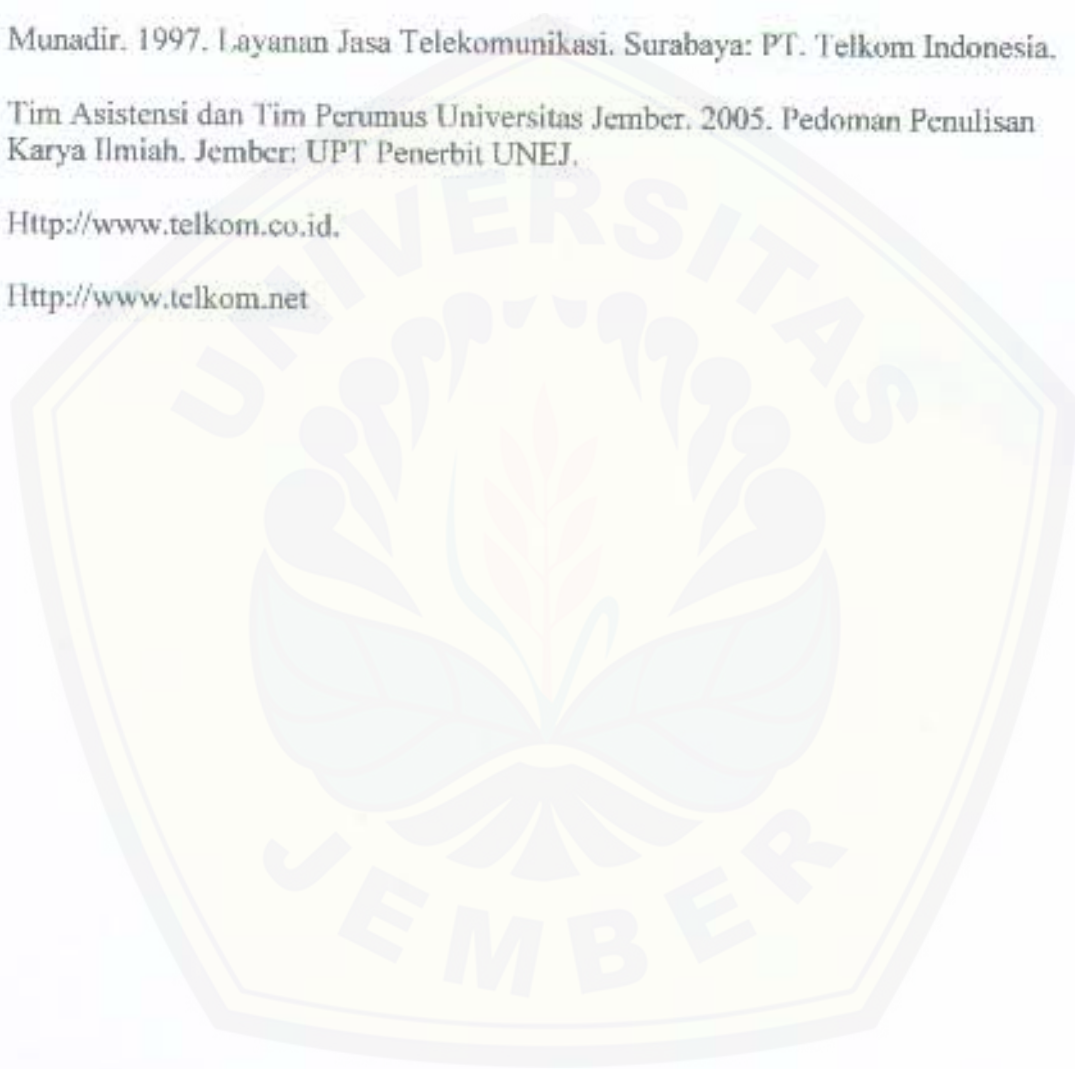 Munadir. 1997. Layanan Jasa Telekomunikasi. Surabaya: PT. Telkom Indonesia.
Tim Asistensi dan Tim Perumus Universitas Jember. 2005. Pedoman Penulisan
Karya Ilmiah. Jember: UPT Penerbit UNEJ.
Http://www.telkom.co.id.
Http://www.telkom.net
UNIVERSITAS
JEMBER